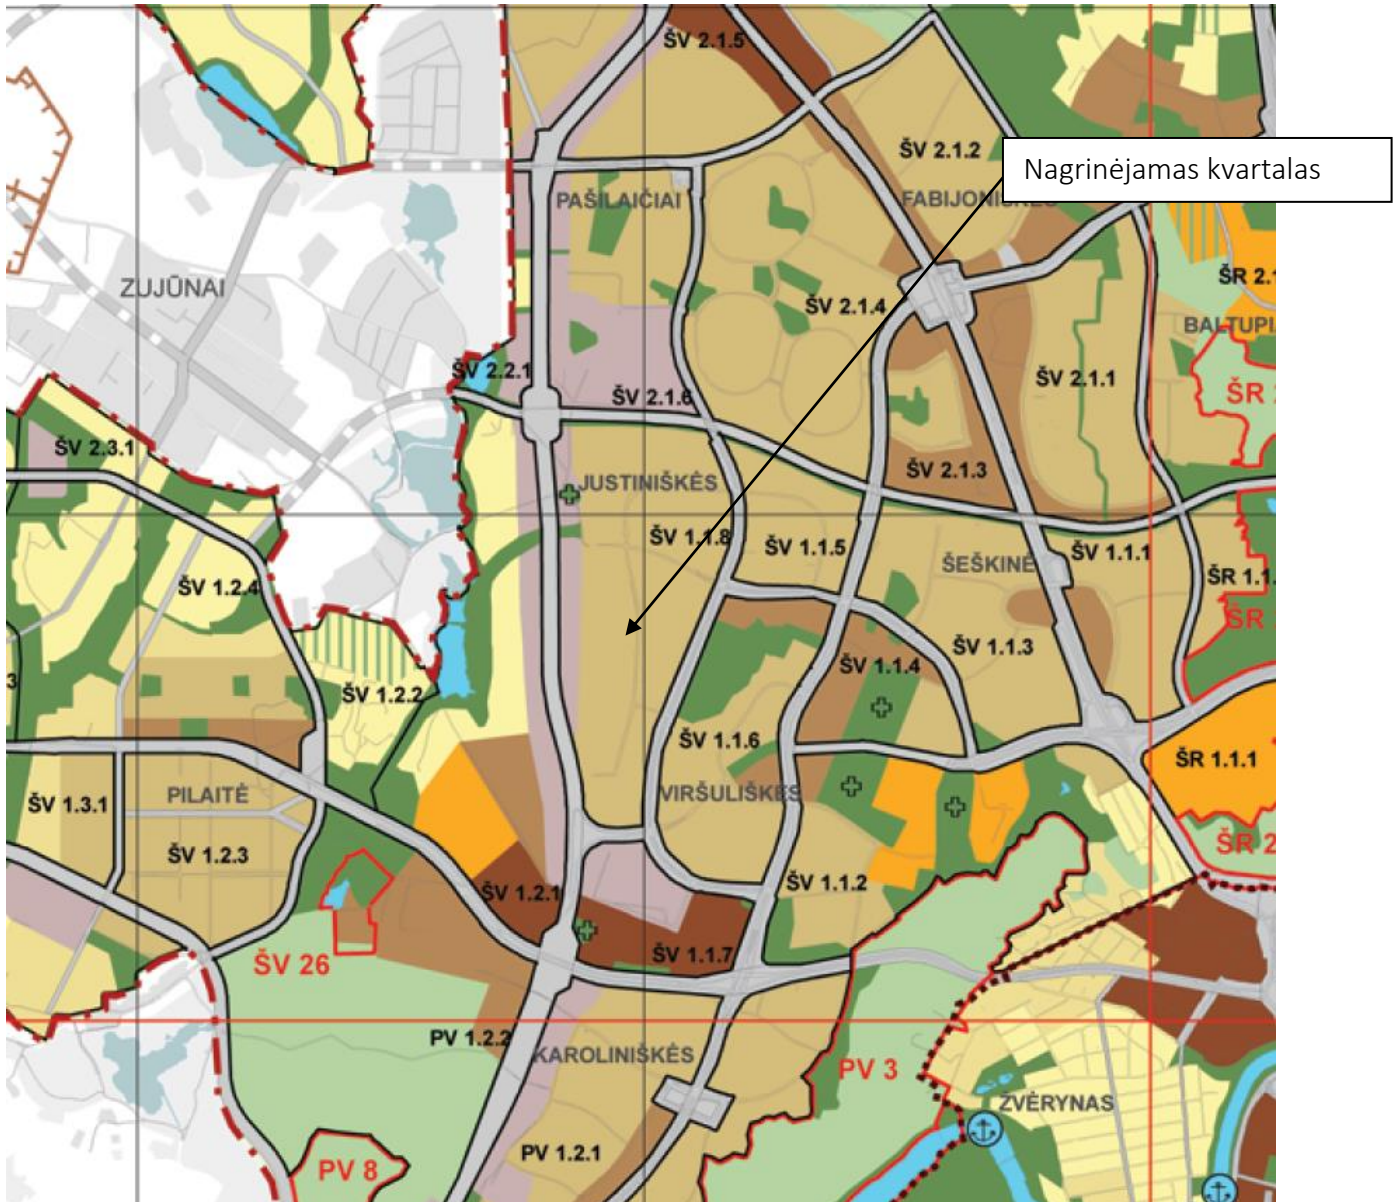 ŠV 2.1.5
ŠV 2.1.2
Nagrinėjamas kvartalas
PAŠILAIČIAI
ZUJŪNAI
ŠR 2.1
ŠV 2.1.4
ŠV 2.2.1
ŠV 2.1.1
ŠV 2.1.6
ŠR
ŠV 2.3.1
ŠV 2.1.3
JUSTINIŠKĖS
ŠV 1.1.8
ŠV 1.1.5
ŠV 1.1.1
ŠEŠKINĖ
ŠV 1.2.4
ŠR 1.1.
ŠR
ŠV 1.1.3
ŠV 1.1.4
3
ŠV 1.2.2
ŠV 1.1.6
ŠR 1.1.1
PILAITĖ
VIRŠULIŠKĖS
ŠV 1.3.1
ŠR 2
ŠV 1.2.3
ŠV 1.1.2
ŠV 1.2.1
ŠV 1.1.7
ŠV 26
PV 1.2.2
KAROLINIŠKĖS
PV 3
ŽVĖRYNAS
PV 1.2.1
PV 8